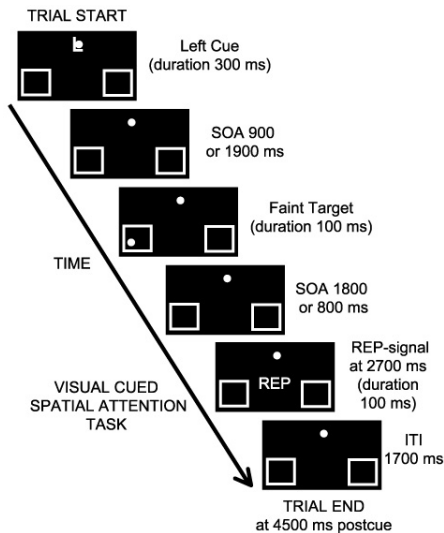 TRIAL START
L
Left Cue
(duration 300 ms)
SOA 900
or 1900 ms
Faint Target
(duration 100 ms)
TIME
SOA 1800
or 800 ms
REP-signal
at 2700 ms
(duration
100 ms)
REP
VISUAL CUED
SPATIAL ATTENTION
TASK
ITI
1700 ms
TRIAL END
at 4500 ms postcue